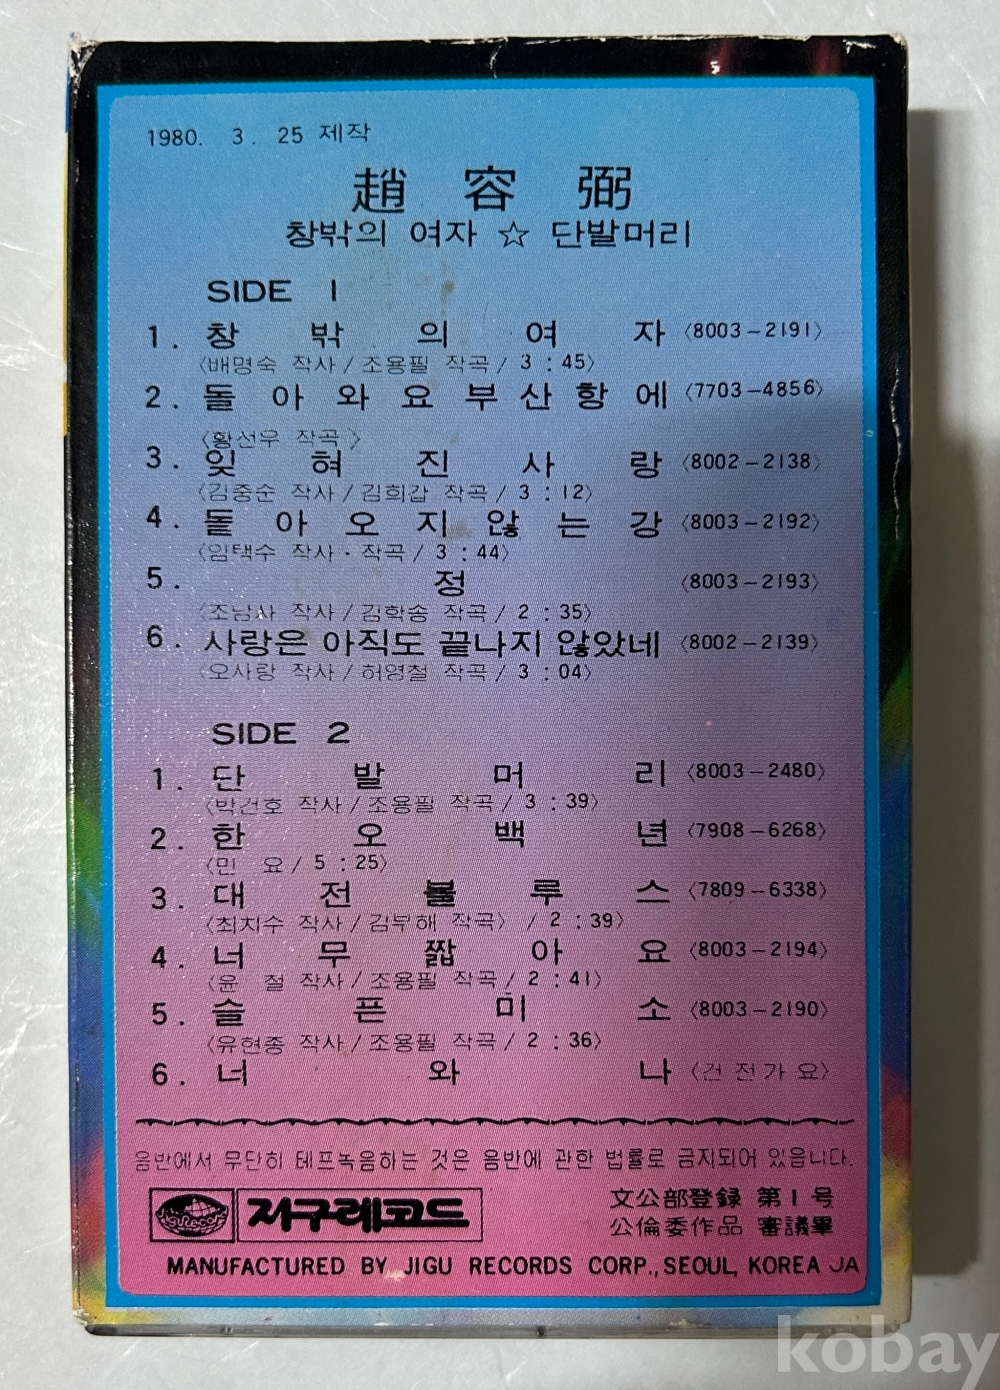 1980. 3. 25 제작
趙容弼
창밖의 여자 ☆ 단발머리
SIDE 1
1. 창밖의여자 〈8003-2191〉
〈배명숙 작사/조용필 작곡/3:45〉
2. 돌아와요부산항에 〈7703-4856〉
〈황선우 작곡〉
3. 잊혀진사랑 〈8002-2138〉
〈김중순 작사/김희갑 작곡/3:12〉
4. 돌아오지않는강 〈8003-2192〉
〈임택수 작사·작곡/3:44〉
5. 정 〈8003-2193〉
〈조남사 작사/김학송 작곡/2:35〉
6. 사랑은 아직도 끝나지 않았네 〈8002-2139〉
〈오사랑 작사/허영철 작곡/3:04〉
SIDE 2
1. 단발머리 〈8003-2480〉
〈박건호 작사/조용필 작곡/3:39〉
2. 한오백년 〈7908-6268〉
〈민 요/5:25〉
3. 대전불루스 〈7809-6338〉
〈최치수 작사/김부해 작곡〉/2:39〉
4. 너무짧아요 〈8003-2194〉
〈윤 철 작사/조용필 작곡/2:41〉
5. 슬픈미소 〈8003-2190〉
〈유현종 작사/조용필 작곡/2:36〉
6. 너와나 〈건전가요〉
음반에서 무단히 테프녹음하는 것은 음반에 관한 법률로 금지되어 있읍니다.
지구레코드
文公部登錄 第1号
公倫委作品 審議畢
MANUFACTURED BY JIGU RECORDS CORP., SEOUL, KOREA JA
kobay